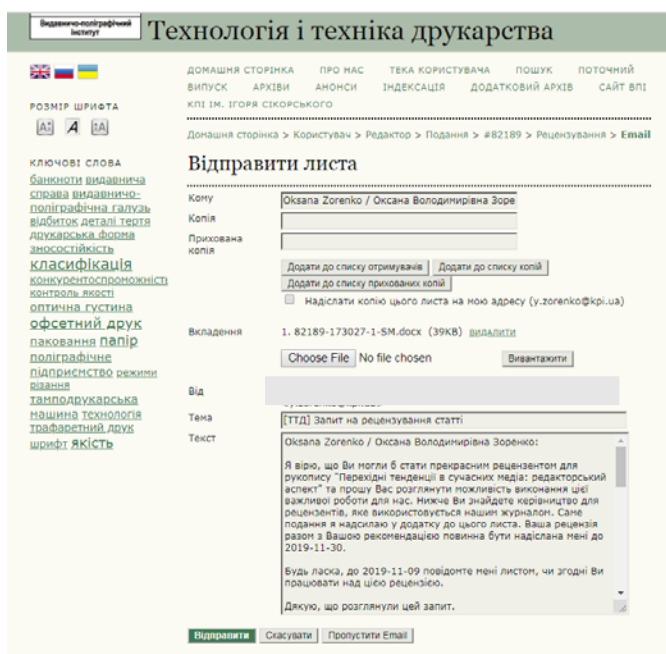 Видавничо-поліграфічний
інститут
Технологія і техніка друкарства
ДОМАШНЯ СТОРІНКА ПРО НАС ТЕКА КОРИСТУВАЧА ПОШУК ПОТОЧНИЙ
ВИПУСК АРХІВИ АНОНСИ ІНДЕКСАЦІЯ ДОДАТКОВИЙ АРХІВ САЙТ ВПІ
КПІ ІМ. ІГОРЯ СІКОРСЬКОГО
Домашня сторінка > Користувач > Редактор > Подання > #82189 > Рецензування > Email
РОЗМІР ШРИФТА
A A A
КЛЮЧОВІ СЛОВА
банкноти видавнича
справа видавничо-
поліграфічна галузь
відбиток деталі тертя
друкарська форма
зносостійкість
класифікація
конкурентоспроможність
контроль якості
оптична густина
офсетний друк
паковання папір
поліграфічне
підприємство режими
різання
тамподрукарська
машина технологія
трафаретний друк
шрифт якість
Відправити листа
Кому Oksana Zorenko / Оксана Володимирівна Зоре
Копія
Прихована
копія
Додати до списку отримувачів Додати до списку копій
Додати до списку прихованих копій
Надіслати копію цього листа на мою адресу (y.zorenko@kpi.ua)
Вкладення 1. 82189-173027-1-SM.docx (39KB) ВИДАЛИТИ
Choose File No file chosen Вивантажити
Від
Тема [ТТД] Запит на рецензування статті
Текст Oksana Zorenko / Оксана Володимирівна Зоренко:
Я вірю, що Ви могли б стати прекрасним рецензентом для
рукопису "Перехідні тенденції в сучасних медіа: редакторський
аспект" та прошу Вас розглянути можливість виконання цієї
важливої роботи для нас. Нижче Ви знайдете керівництво для
рецензентів, яке використовується нашим журналом. Саме
подання я надсилаю у додатку до цього листа. Ваша рецензія
разом з Вашою рекомендацією повинна бути надіслана мені до
2019-11-30.
Будь ласка, до 2019-11-09 повідомте мені листом, чи згодні Ви
працювати над цією рецензією.
Дякую, що розглянули цей запит.
Відправити Скасувати Пропустити Email